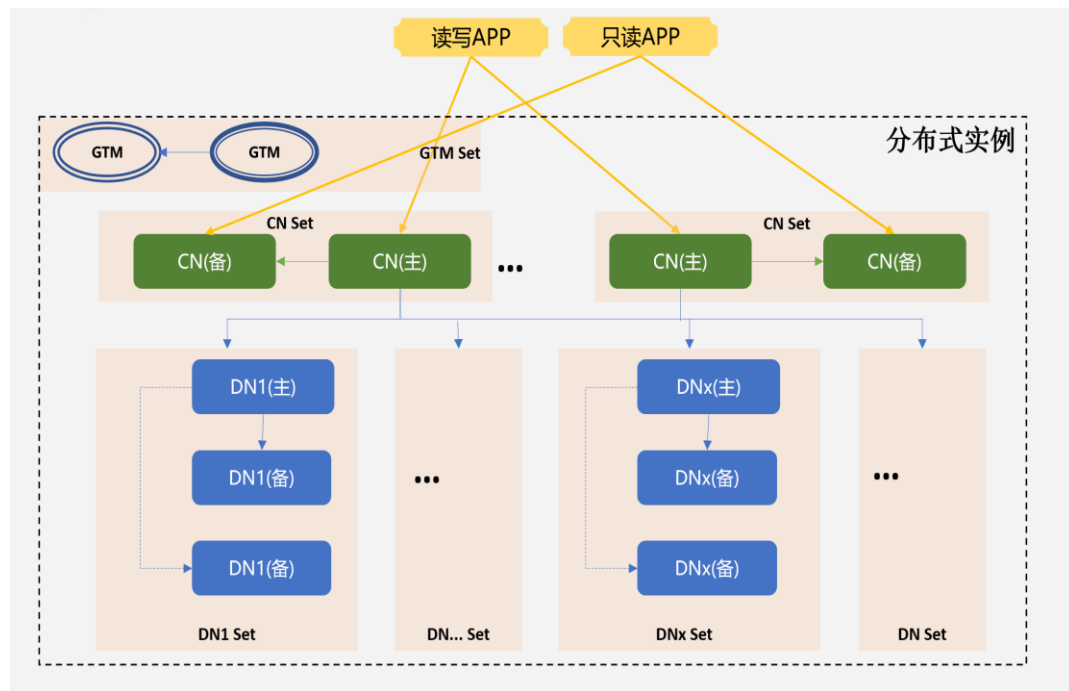 读写APP
只读APP
分布式实例
GTM
GTM
GTM Set
CN Set
CN Set
CN(备)
CN(主)
...
CN(主)
CN(备)
DN1(主)
DNx(主)
DN1(备)
...
DNx(备)
...
DN1(备)
DNx(备)
DN1 Set
DN... Set
DNx Set
DN Set